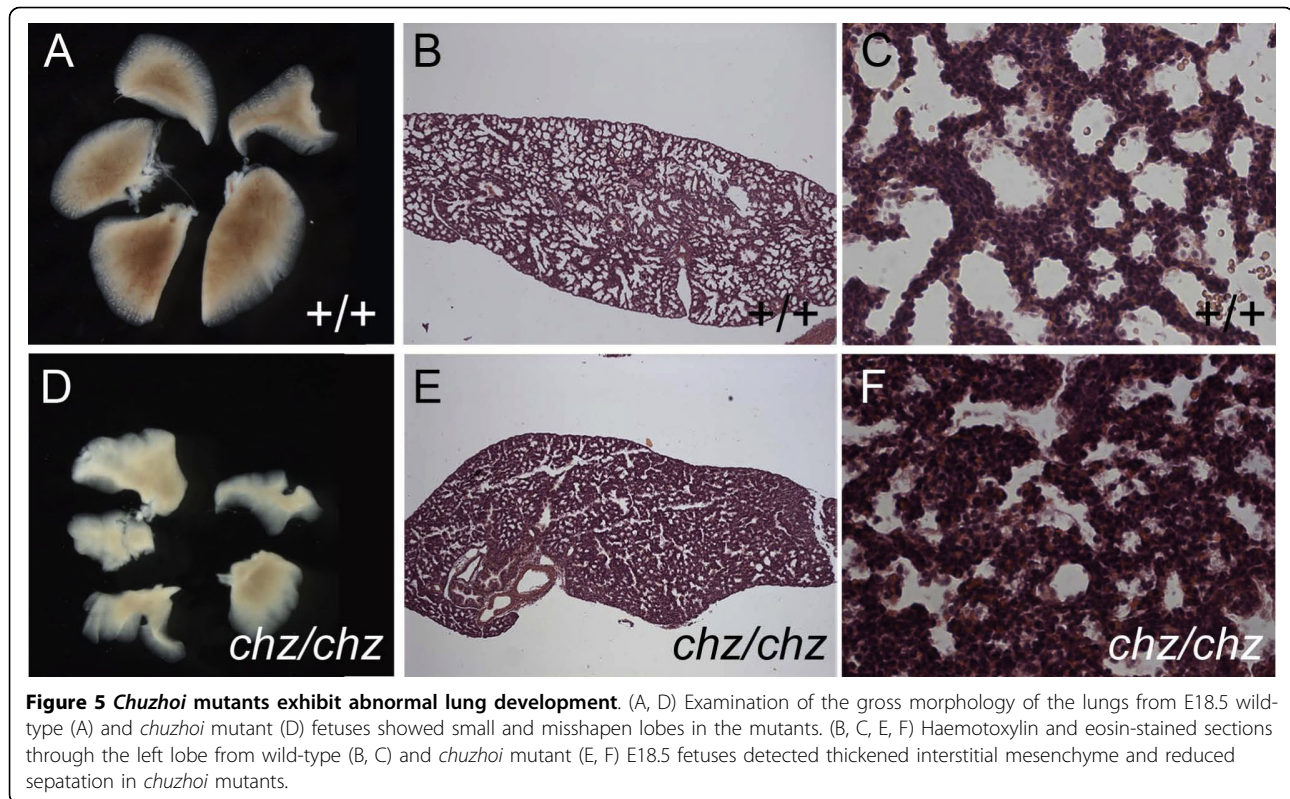 A
B
C
+/+
+/+
+/+
D
E
F
chz/chz
chz/chz
chz/chz
Figure 5 Chuzhoi mutants exhibit abnormal lung development. (A, D) Examination of the gross morphology of the lungs from E18.5 wild-
type (A) and chuzhoi mutant (D) fetuses showed small and misshapen lobes in the mutants. (B, C, E, F) Haemotoxylin and eosin-stained sections
through the left lobe from wild-type (B, C) and chuzhoi mutant (E, F) E18.5 fetuses detected thickened interstitial mesenchyme and reduced
sepatation in chuzhoi mutants.